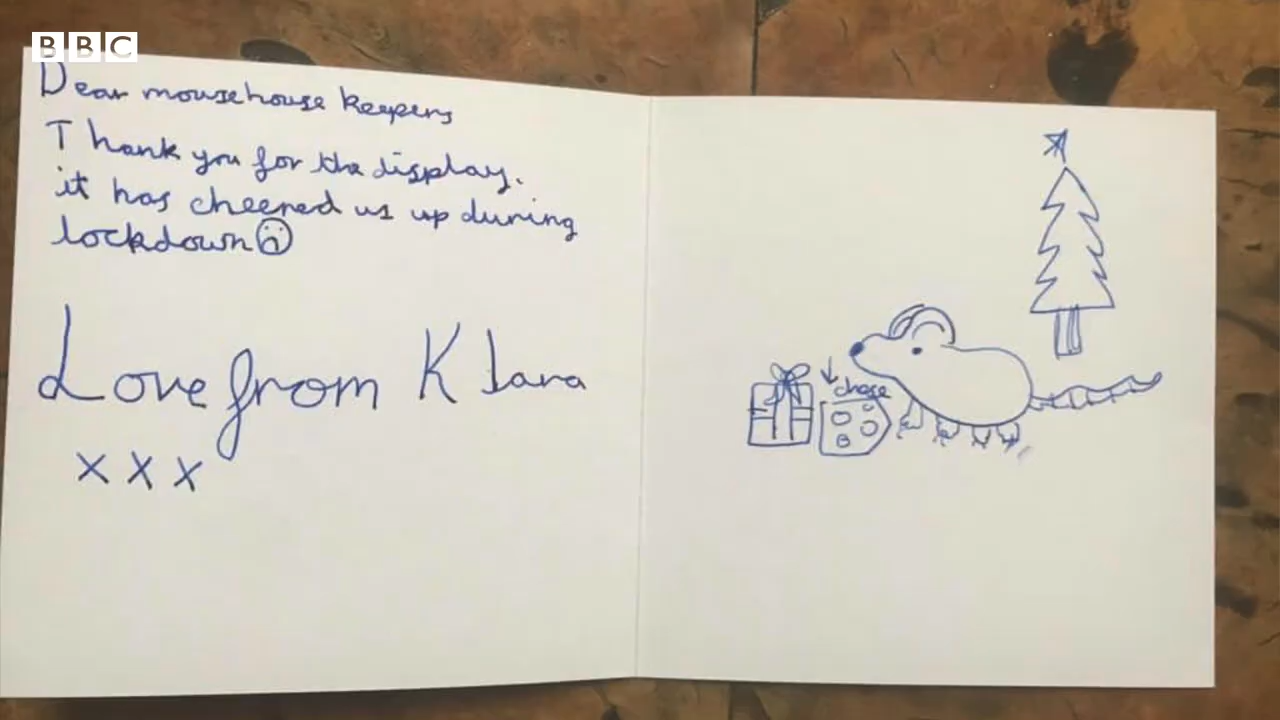 BBC
Dear mousehouse keepers
Thank you for the display.
it has cheered us up during
lockdown
Love from Klara
x x x
chese